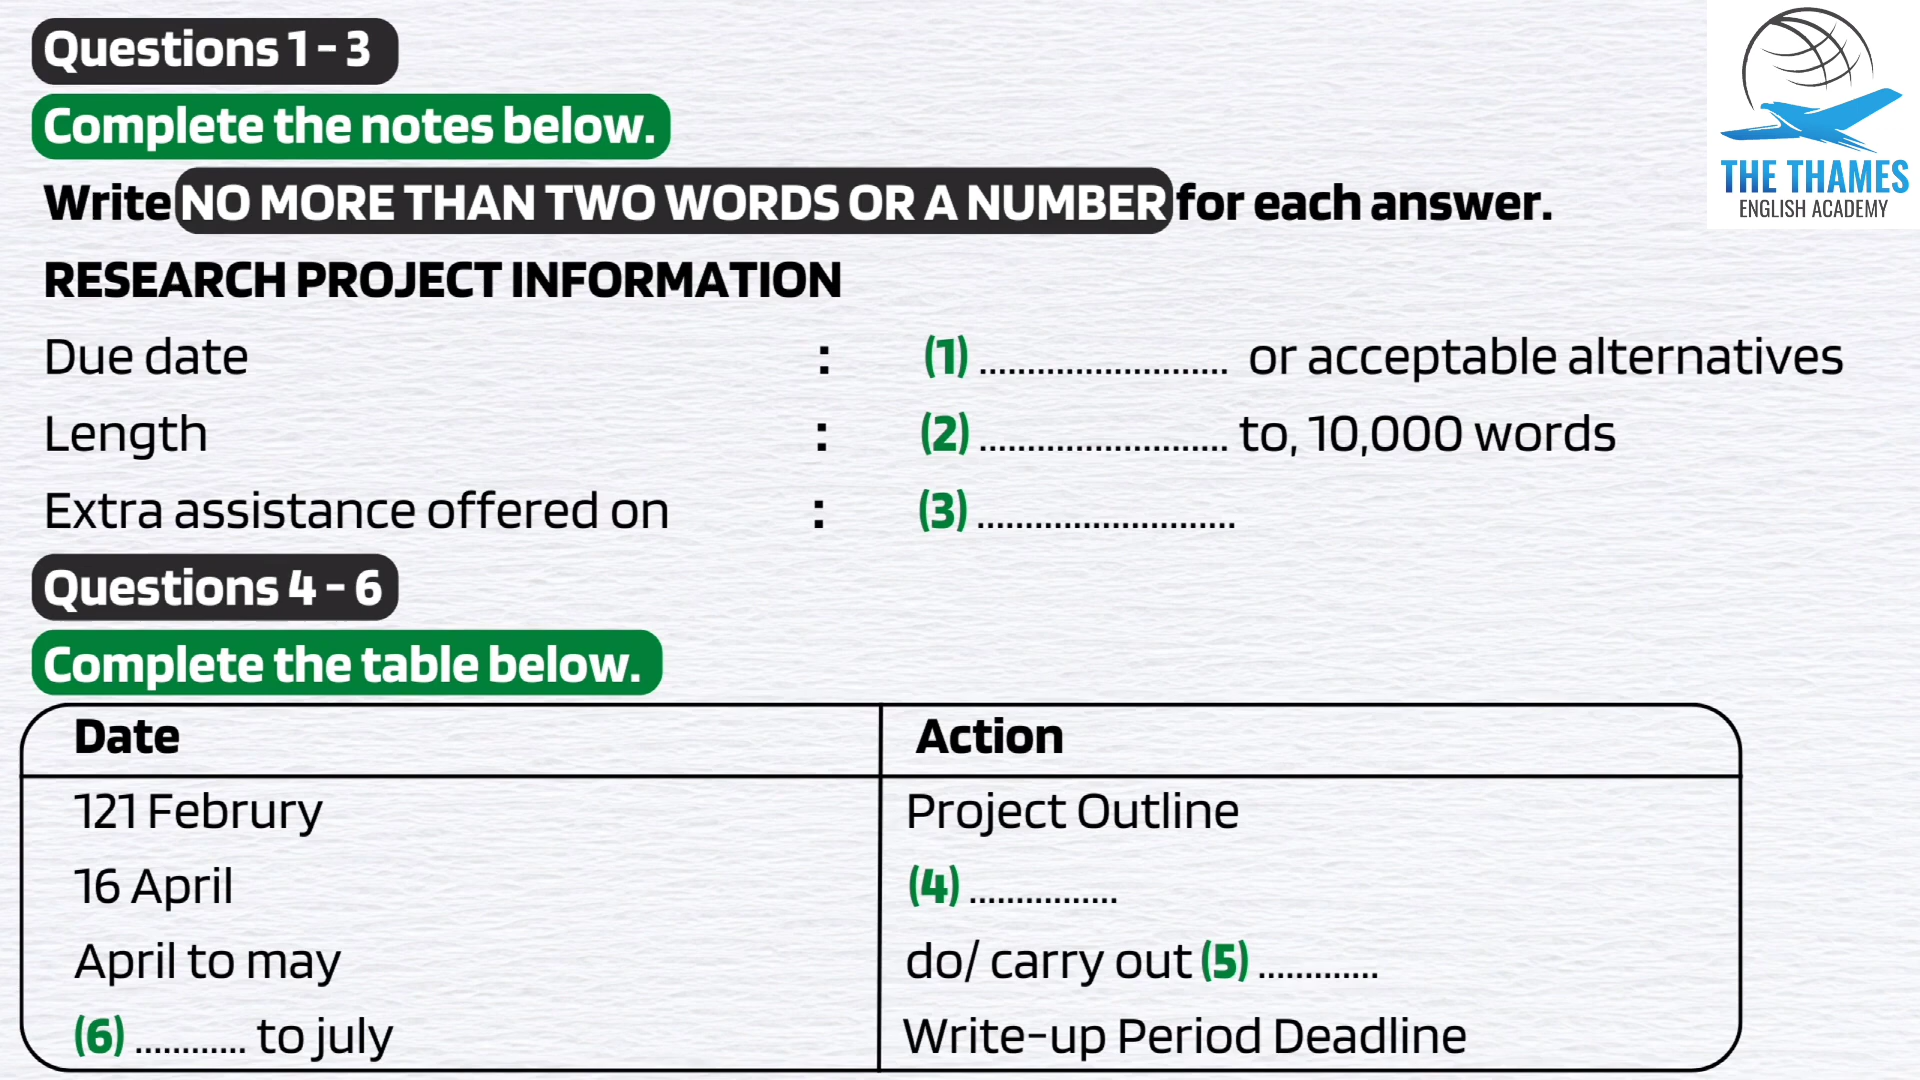 Questions 1 - 3
THE THAMES
ENGLISH ACADEMY
Complete the notes below.
Write NO MORE THAN TWO WORDS OR A NUMBER for each answer.
RESEARCH PROJECT INFORMATION
Due date : (1) .......................... or acceptable alternatives
Length : (2) .......................... to, 10,000 words
Extra assistance offered on : (3) ...........................
Questions 4 - 6
Complete the table below.
Date Action
121 Februry Project Outline
16 April (4) ................
April to may do/ carry out (5) .............
(6) ............ to july Write-up Period Deadline